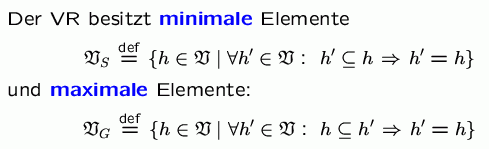 Der VR besitzt minimale Elemente
𝔙_S ≝ {h ∈ 𝔙 | ∀h′ ∈ 𝔙 : h′ ⊆ h ⇒ h′ = h}
und maximale Elemente:
𝔙_G ≝ {h ∈ 𝔙 | ∀h′ ∈ 𝔙 : h ⊆ h′ ⇒ h′ = h}